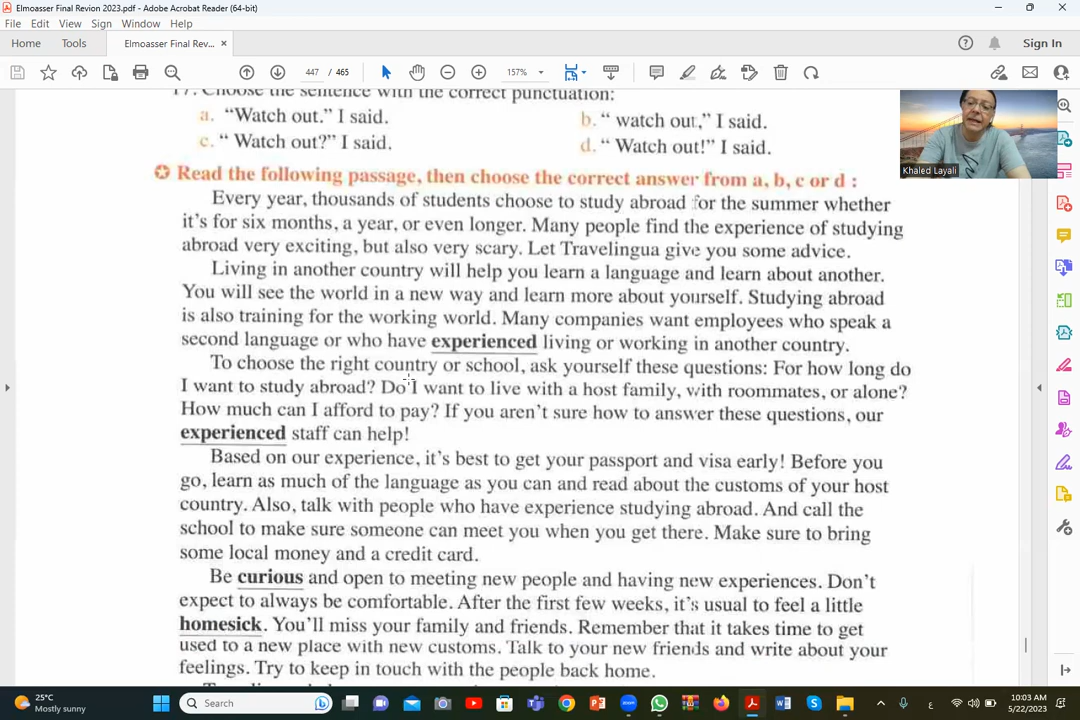 Elmoasser Final Revion 2023.pdf - Adobe Acrobat Reader (64-bit)
File Edit View Sign Window Help
Home Tools Elmoasser Final Rev... × Sign In
447 / 465 157%
17. Choose the sentence with the correct punctuation:
a. “Watch out.” I said. b. “ watch out,” I said.
c. “ Watch out?” I said. d. “ Watch out!” I said.
Khaled Layali
✪ Read the following passage, then choose the correct answer from a, b, c or d :
Every year, thousands of students choose to study abroad for the summer whether
it’s for six months, a year, or even longer. Many people find the experience of studying
abroad very exciting, but also very scary. Let Travelingua give you some advice.
Living in another country will help you learn a language and learn about another.
You will see the world in a new way and learn more about yourself. Studying abroad
is also training for the working world. Many companies want employees who speak a
second language or who have experienced living or working in another country.
To choose the right country or school, ask yourself these questions: For how long do
I want to study abroad? Do I want to live with a host family, with roommates, or alone?
How much can I afford to pay? If you aren’t sure how to answer these questions, our
experienced staff can help!
Based on our experience, it’s best to get your passport and visa early! Before you
go, learn as much of the language as you can and read about the customs of your host
country. Also, talk with people who have experience studying abroad. And call the
school to make sure someone can meet you when you get there. Make sure to bring
some local money and a credit card.
Be curious and open to meeting new people and having new experiences. Don’t
expect to always be comfortable. After the first few weeks, it’s usual to feel a little
homesick. You’ll miss your family and friends. Remember that it takes time to get
used to a new place with new customs. Talk to your new friends and write about your
feelings. Try to keep in touch with the people back home.
25°C
Mostly sunny
Search
ع
10:03 AM
5/22/2023